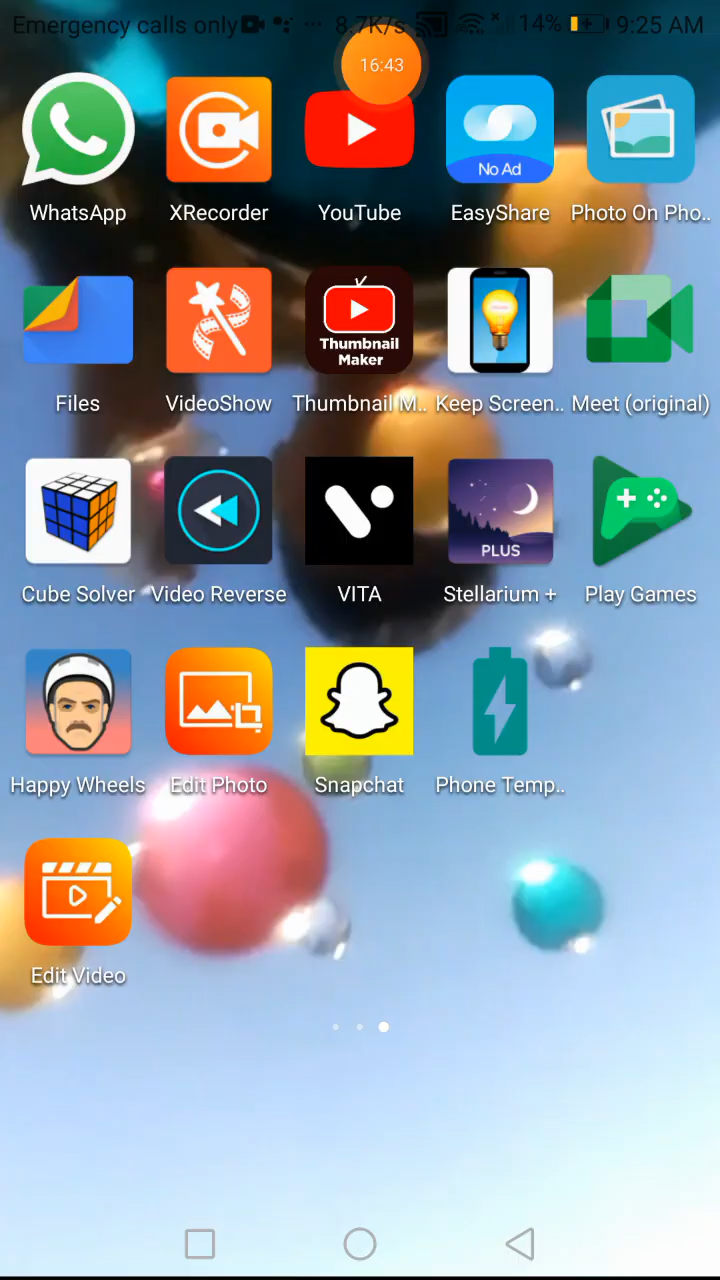 Emergency calls only 8.7K/s 14% 9:25 AM
16:43
No Ad
WhatsApp XRecorder YouTube EasyShare Photo On Pho..
Thumbnail
Maker
Files VideoShow Thumbnail M.. Keep Screen.. Meet (original)
PLUS
Cube Solver Video Reverse VITA Stellarium + Play Games
Happy Wheels Edit Photo Snapchat Phone Temp..
Edit Video